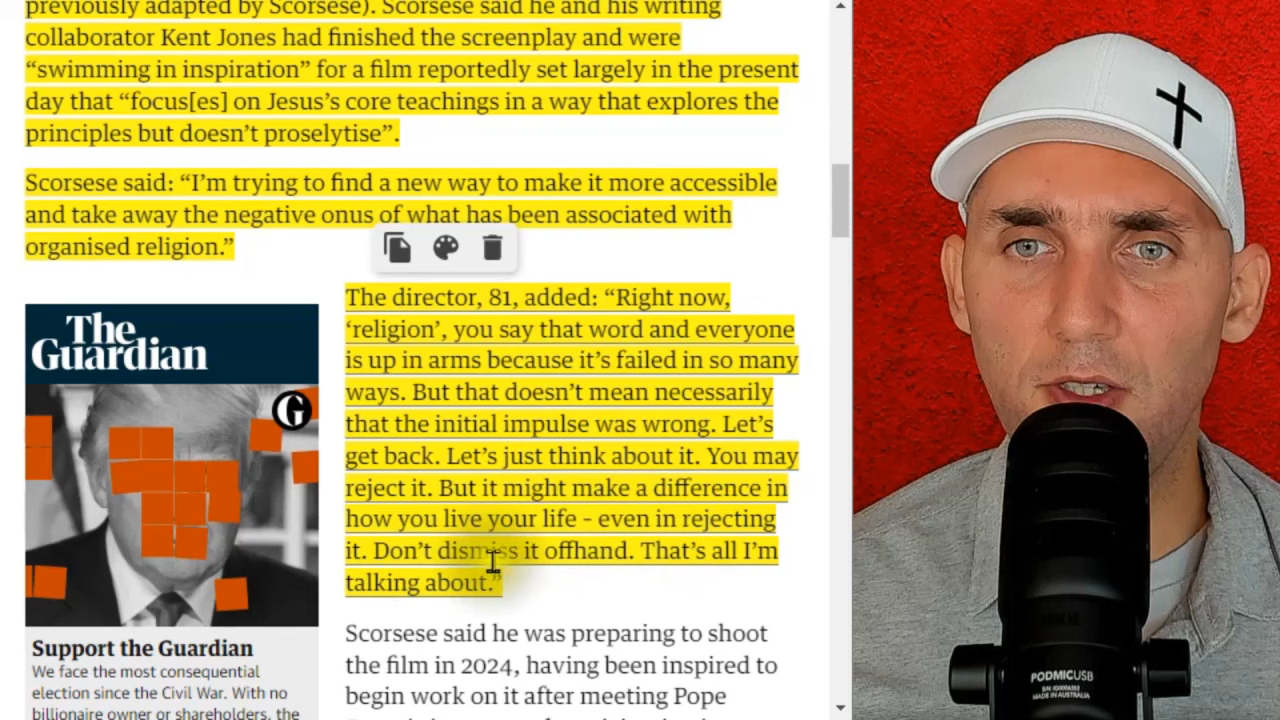 previously adapted by Scorsese). Scorsese said he and his writing
collaborator Kent Jones had finished the screenplay and were
“swimming in inspiration” for a film reportedly set largely in the present
day that “focus[es] on Jesus’s core teachings in a way that explores the
principles but doesn’t proselytise”.
Scorsese said: “I’m trying to find a new way to make it more accessible
and take away the negative onus of what has been associated with
organised religion.”
The director, 81, added: “Right now,
‘religion’, you say that word and everyone
is up in arms because it’s failed in so many
ways. But that doesn’t mean necessarily
that the initial impulse was wrong. Let’s
get back. Let’s just think about it. You may
reject it. But it might make a difference in
how you live your life – even in rejecting
it. Don’t dismiss it offhand. That’s all I’m
talking about.”
Scorsese said he was preparing to shoot
the film in 2024, having been inspired to
begin work on it after meeting Pope
The
Guardian
G
Support the Guardian
We face the most consequential
election since the Civil War. With no
billionaire owner or shareholders, the
PODMICUSB
MADE IN AUSTRALIA